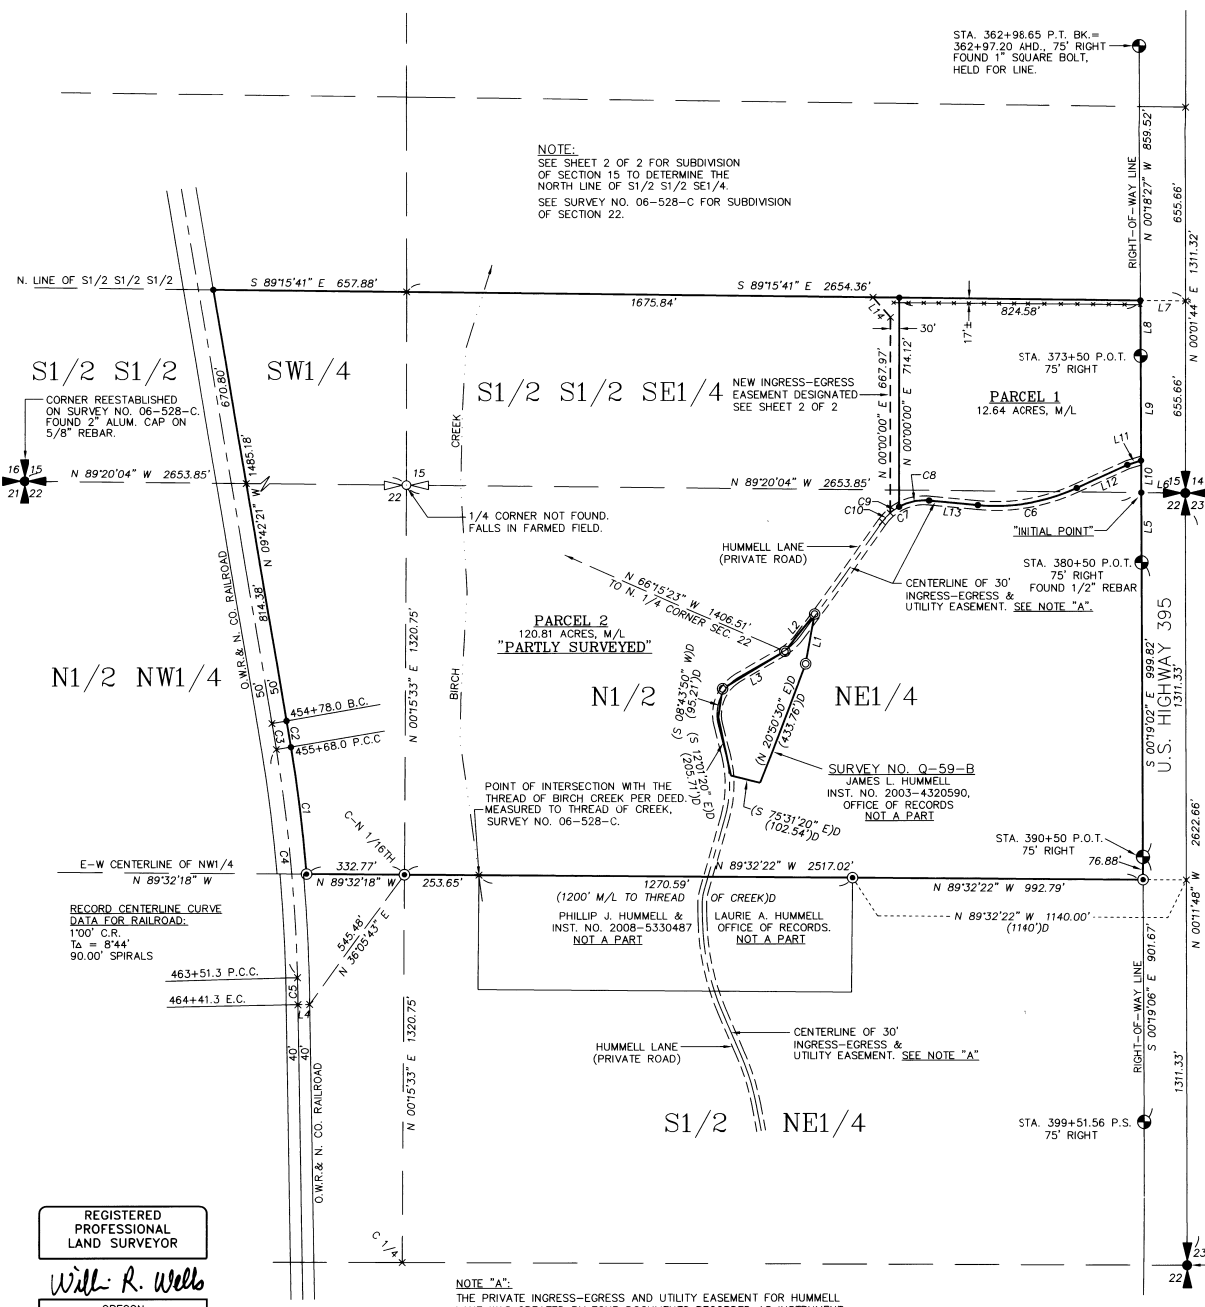 STA. 362+98.65 P.T. BK.=
362+97.20 AHD., 75' RIGHT
FOUND 1" SQUARE BOLT,
HELD FOR LINE.
NOTE:
SEE SHEET 2 OF 2 FOR SUBDIVISION
OF SECTION 15 TO DETERMINE THE
NORTH LINE OF S1/2 S1/2 SE1/4.
SEE SURVEY NO. 06-528-C FOR SUBDIVISION
OF SECTION 22.
RIGHT-OF-WAY LINE
N 00°18'27" W 859.52'
655.66'
N 00°01'44" E 1311.32'
N. LINE OF S1/2 S1/2 S1/2
S 89°15'41" E 657.88'
S 89°15'41" E 2654.36'
1675.84'
824.58'
L14
30'
17'±
L7
L8
S1/2 S1/2
SW1/4
S1/2 S1/2 SE1/4
CORNER REESTABLISHED
ON SURVEY NO. 06-528-C.
FOUND 2" ALUM. CAP ON
5/8" REBAR.
670.80'
1485.18'
CREEK
NEW INGRESS-EGRESS
EASEMENT DESIGNATED
SEE SHEET 2 OF 2
N 00°00'00" E 667.97'
N 00°00'00" E 714.12'
STA. 373+50 P.O.T.
75' RIGHT
PARCEL 1
12.64 ACRES, M/L
L9
655.66'
L11
L10
L12
L6
16 15
21 22
N 89°20'04" W 2653.85'
15
22
N 89°20'04" W 2653.85'
15 14
22 23
C8
C9
C10
C7
L13
C6
1/4 CORNER NOT FOUND.
FALLS IN FARMED FIELD.
"INITIAL POINT"
L5
HUMMELL LANE
(PRIVATE ROAD)
STA. 380+50 P.O.T.
75' RIGHT
FOUND 1/2" REBAR
CENTERLINE OF 30'
INGRESS-EGRESS &
UTILITY EASEMENT. SEE NOTE "A".
N 09°42'21" W
814.38'
O.W.R.& N. CO. RAILROAD
N 66°15'23" W 1406.51'
TO N. 1/4 CORNER SEC. 22
PARCEL 2
120.81 ACRES, M/L
"PARTLY SURVEYED"
L2
L1
L3
N1/2 NW1/4
N1/2
NE1/4
50'
50'
N 00°15'33" E 1320.75'
BIRCH
(S 08°43'50" W)D
(95.21')D
(S 12°01'20" E)D
(205.71')D
(N 20°50'30" E)D
(433.76')D
(S 75°31'20" E)D
(102.54')D
S 00°19'02" E 999.82'
U.S. HIGHWAY 395
1311.33'
454+78.0 B.C.
C3
C2
455+68.0 P.C.C
SURVEY NO. Q-59-B
JAMES L. HUMMELL
INST. NO. 2003-4320590,
OFFICE OF RECORDS
NOT A PART
POINT OF INTERSECTION WITH THE
THREAD OF BIRCH CREEK PER DEED.
MEASURED TO THREAD OF CREEK,
SURVEY NO. 06-528-C.
C1
C4
C-N 1/16TH
STA. 390+50 P.O.T.
75' RIGHT
76.88'
2622.66'
E-W CENTERLINE OF NW1/4
N 89°32'18" W
332.77'
N 89°32'18" W
253.65'
N 89°32'22" W 2517.02'
1270.59'
(1200' M/L TO THREAD OF CREEK)D
N 89°32'22" W 992.79'
N 89°32'22" W 1140.00'
(1140')D
N 00°11'48" W
RECORD CENTERLINE CURVE
DATA FOR RAILROAD:
1°00' C.R.
T∆ = 8°44'
90.00' SPIRALS
545.48'
N 36°05'43" E
PHILLIP J. HUMMELL &
INST. NO. 2008-5330487
NOT A PART
LAURIE A. HUMMELL
OFFICE OF RECORDS.
NOT A PART
463+51.3 P.C.C.
C5
464+41.3 E.C.
L4
40'
40'
N 00°15'33" E 1320.75'
O.W.R.& N. CO. RAILROAD
HUMMELL LANE
(PRIVATE ROAD)
CENTERLINE OF 30'
INGRESS-EGRESS &
UTILITY EASEMENT. SEE NOTE "A"
RIGHT-OF-WAY LINE
S 00°19'06" E 901.67'
1311.33'
S1/2 NE1/4
STA. 399+51.56 P.S.
75' RIGHT
REGISTERED
PROFESSIONAL
LAND SURVEYOR
C 1/4
23
22
NOTE "A":
THE PRIVATE INGRESS-EGRESS AND UTILITY EASEMENT FOR HUMMELL